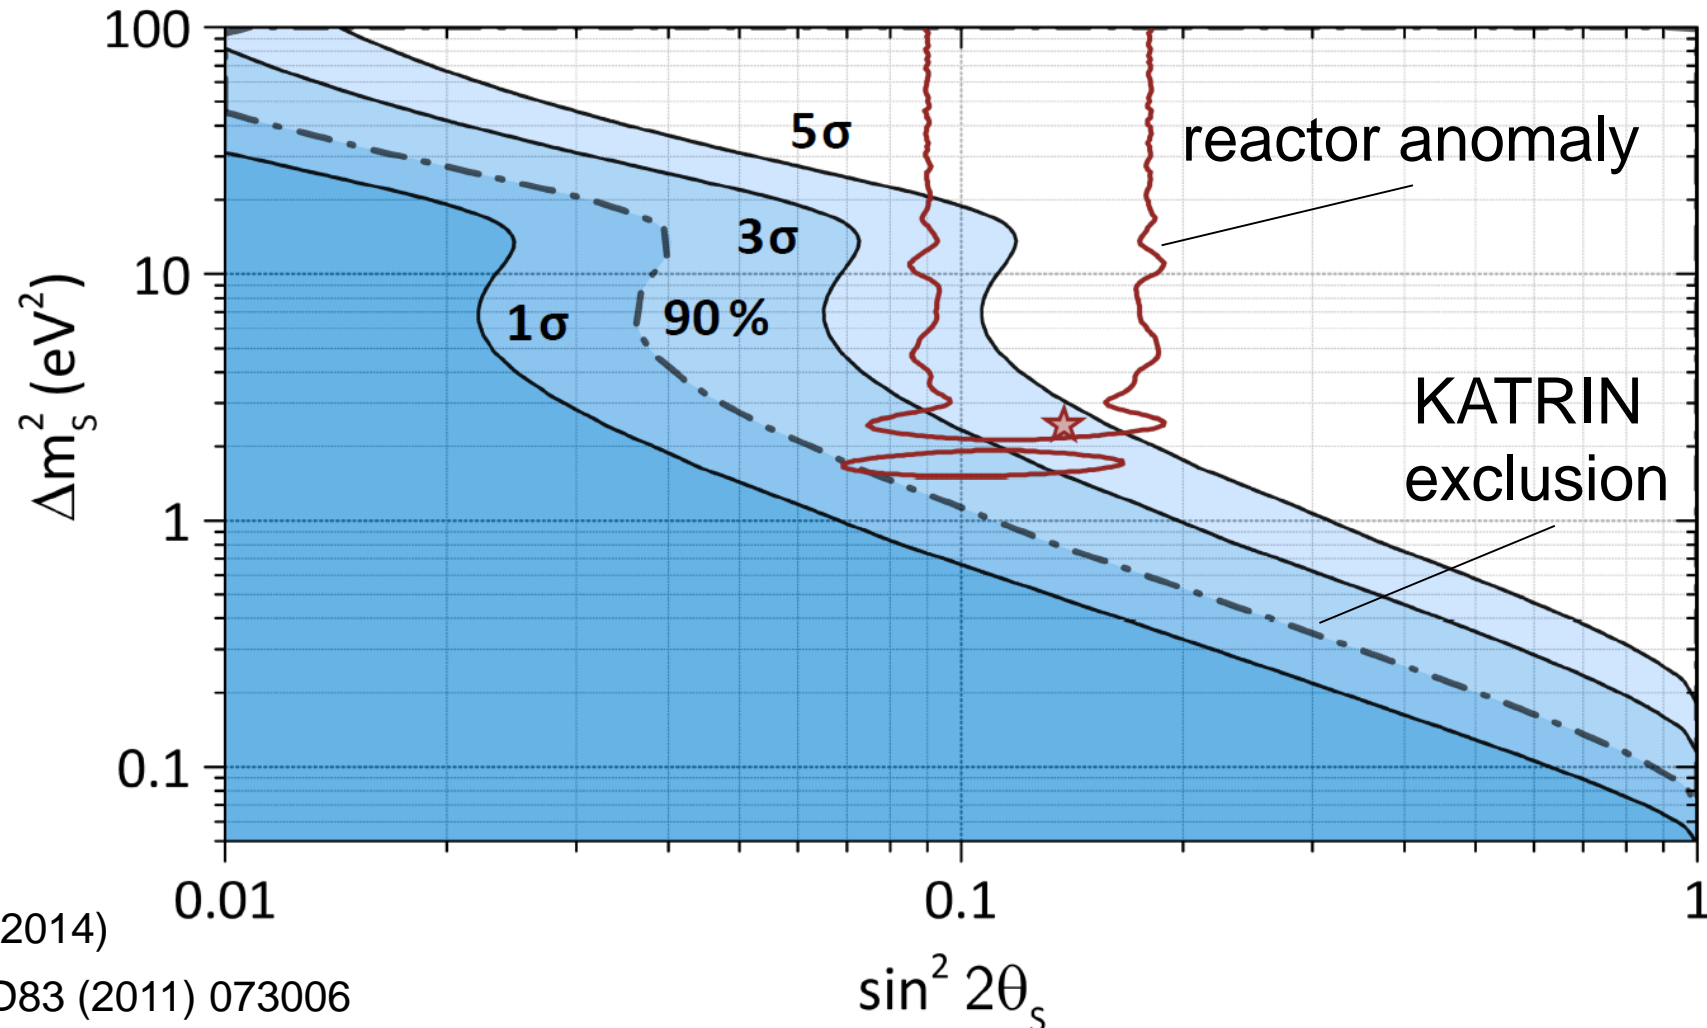 100
5σ
reactor anomaly
3σ
10
1σ
90%
KATRIN
exclusion
Δm²ₛ (eV²)
1
0.1
0.01
0.1
1
2014)
sin² 2θₛ
D83 (2011) 073006